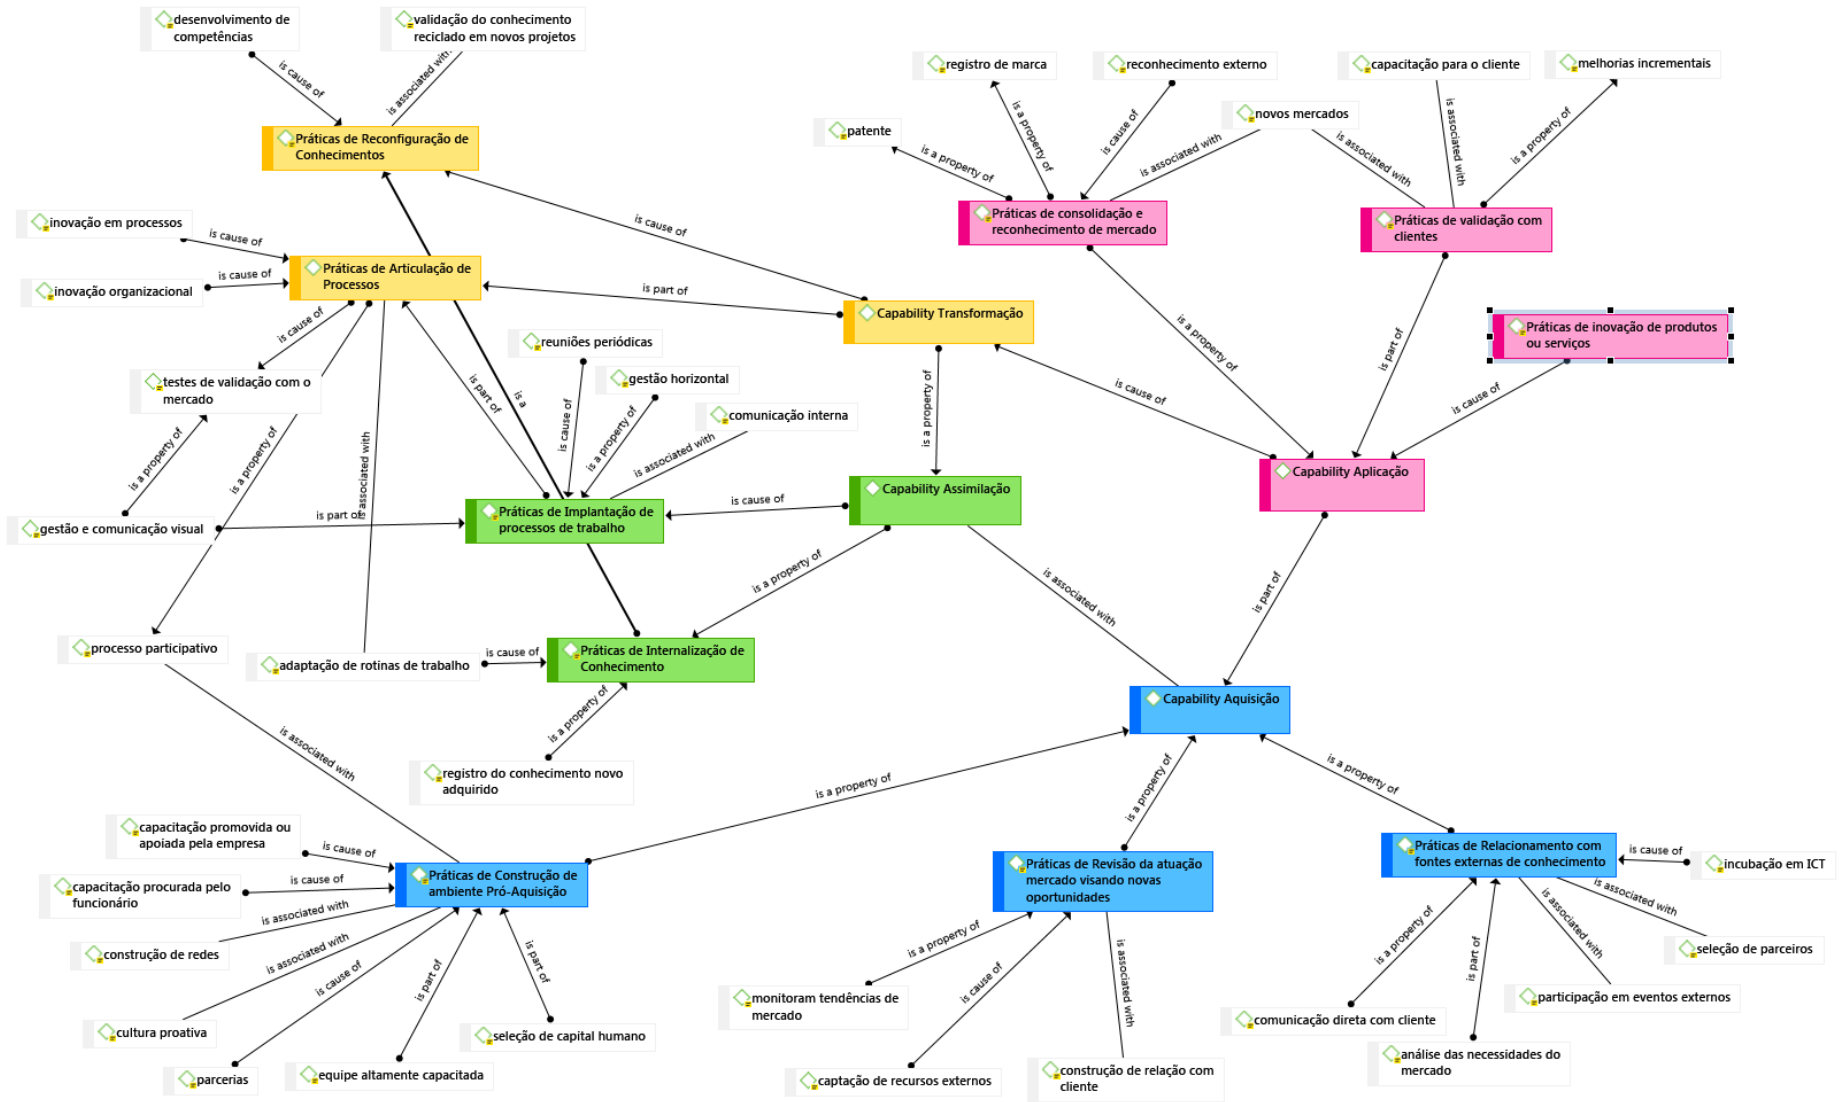 desenvolvimento de
competências
validação do conhecimento
reciclado em novos projetos
is cause of
is associated with
registro de marca
reconhecimento externo
capacitação para o cliente
melhorias incrementais
novos mercados
patente
is a property of
is a property of
is cause of
is associated with
is associated with
is associated with
is a property of
Práticas de Reconfiguração de
Conhecimentos
Práticas de consolidação e
reconhecimento de mercado
Práticas de validação com
clientes
inovação em processos
is cause of
is cause of
Práticas de Articulação de
Processos
inovação organizacional
is cause of
is part of
Capability Transformação
is a property of
is part of
Práticas de inovação de produtos
ou serviços
is cause of
reuniões periódicas
gestão horizontal
testes de validação com o
mercado
is part of
is a
is cause of
is a property of
is associated with
comunicação interna
is a property of
is cause of
is cause of
is a property of
is a property of
is associated with
Capability Assimilação
Capability Aplicação
gestão e comunicação visual
is part of
Práticas de Implantação de
processos de trabalho
is cause of
is a property of
is associated with
is part of
processo participativo
adaptação de rotinas de trabalho
is cause of
Práticas de Internalização de
Conhecimento
is a property of
Capability Aquisição
is associated with
registro do conhecimento novo
adquirido
is a property of
is a property of
is a property of
capacitação promovida ou
apoiada pela empresa
is cause of
Práticas de Construção de
ambiente Pró-Aquisição
Práticas de Revisão da atuação
mercado visando novas
oportunidades
Práticas de Relacionamento com
fontes externas de conhecimento
is cause of
incubação em ICT
capacitação procurada pelo
funcionário
is cause of
is associated with
construção de redes
is associated with
is cause of
is part of
is part of
is a property of
is cause of
is associated with
is a property of
is part of
is associated with
is associated with
seleção de parceiros
monitoram tendências de
mercado
participação em eventos externos
cultura proativa
seleção de capital humano
comunicação direta com cliente
parcerias
equipe altamente capacitada
captação de recursos externos
construção de relação com
cliente
análise das necessidades do
mercado